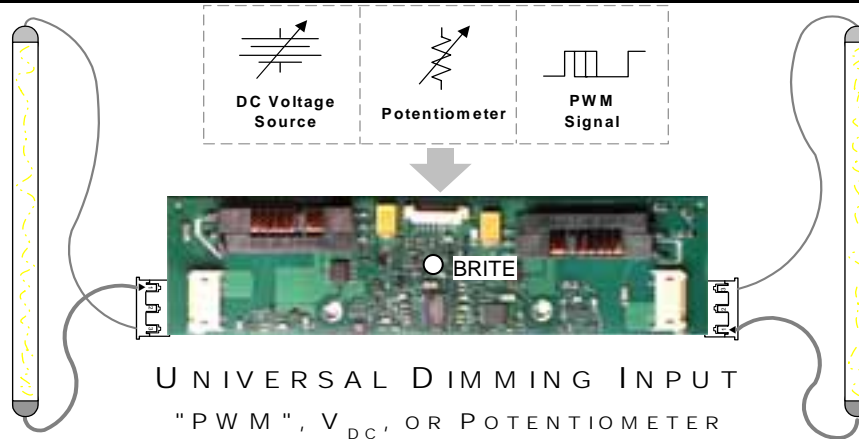 DC Voltage
Source
Potentiometer
PWM
Signal
BRITE
UNIVERSAL DIMMING INPUT
"PWM", VDC, OR POTENTIOMETER